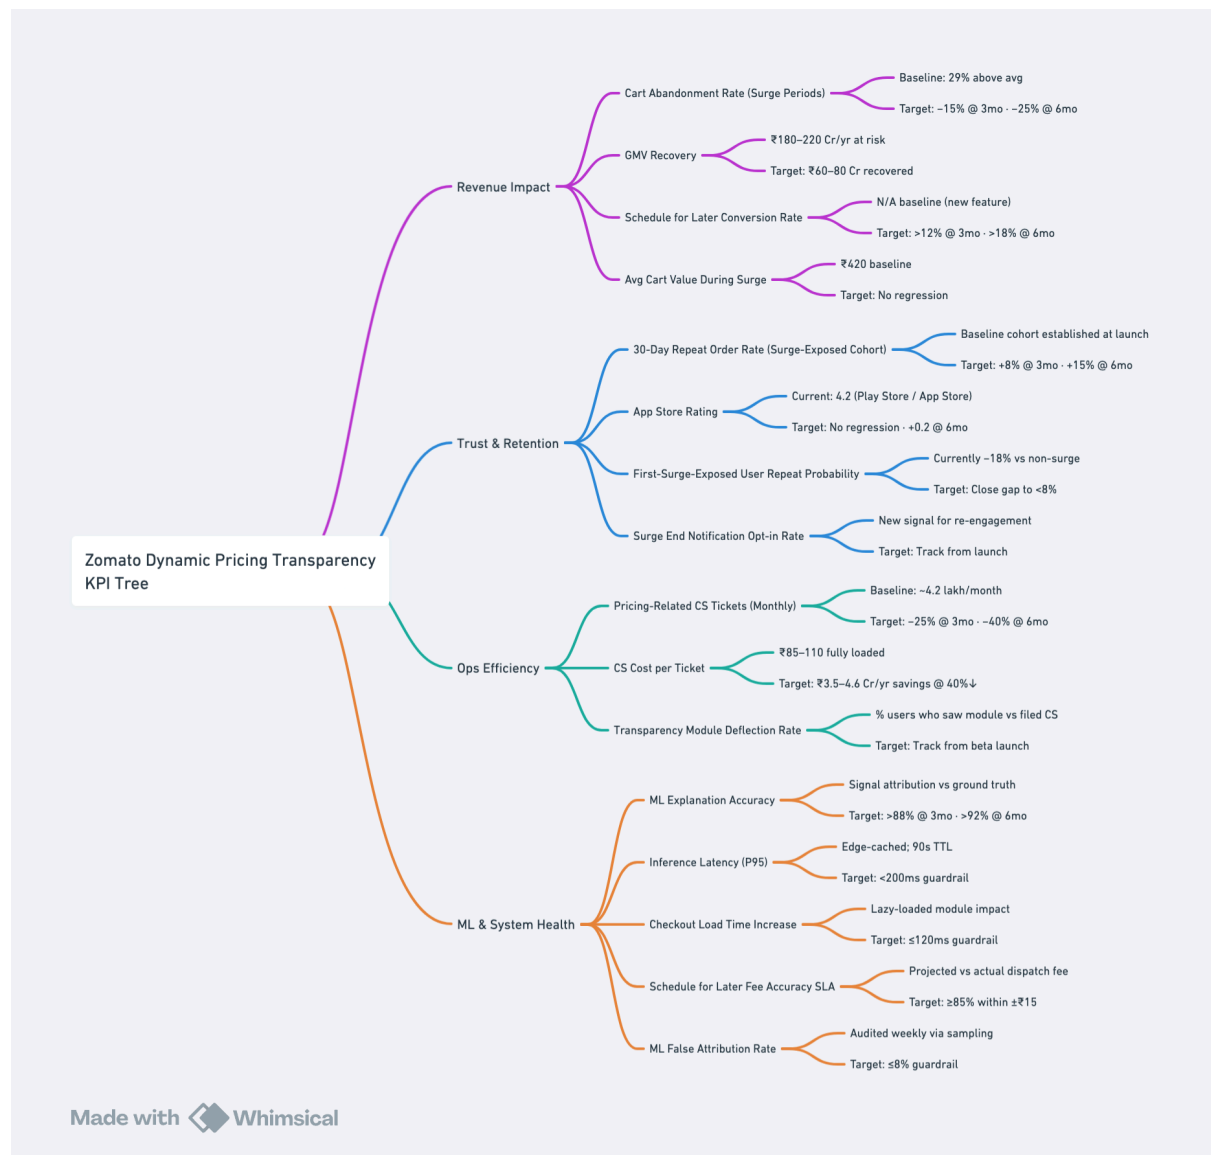 Zomato Dynamic Pricing Transparency
KPI Tree
Revenue Impact
Cart Abandonment Rate (Surge Periods)
Baseline: 29% above avg
Target: −15% @ 3mo · −25% @ 6mo
GMV Recovery
₹180–220 Cr/yr at risk
Target: ₹60–80 Cr recovered
Schedule for Later Conversion Rate
N/A baseline (new feature)
Target: >12% @ 3mo · >18% @ 6mo
Avg Cart Value During Surge
₹420 baseline
Target: No regression
Trust & Retention
30-Day Repeat Order Rate (Surge-Exposed Cohort)
Baseline cohort established at launch
Target: +8% @ 3mo · +15% @ 6mo
App Store Rating
Current: 4.2 (Play Store / App Store)
Target: No regression · +0.2 @ 6mo
First-Surge-Exposed User Repeat Probability
Currently −18% vs non-surge
Target: Close gap to <8%
Surge End Notification Opt-in Rate
New signal for re-engagement
Target: Track from launch
Ops Efficiency
Pricing-Related CS Tickets (Monthly)
Baseline: ~4.2 lakh/month
Target: −25% @ 3mo · −40% @ 6mo
CS Cost per Ticket
₹85–110 fully loaded
Target: ₹3.5–4.6 Cr/yr savings @ 40%↓
Transparency Module Deflection Rate
% users who saw module vs filed CS
Target: Track from beta launch
ML & System Health
ML Explanation Accuracy
Signal attribution vs ground truth
Target: >88% @ 3mo · >92% @ 6mo
Inference Latency (P95)
Edge-cached; 90s TTL
Target: <200ms guardrail
Checkout Load Time Increase
Lazy-loaded module impact
Target: ≤120ms guardrail
Schedule for Later Fee Accuracy SLA
Projected vs actual dispatch fee
Target: ≥85% within ±₹15
ML False Attribution Rate
Audited weekly via sampling
Target: ≤8% guardrail
Made with Whimsical